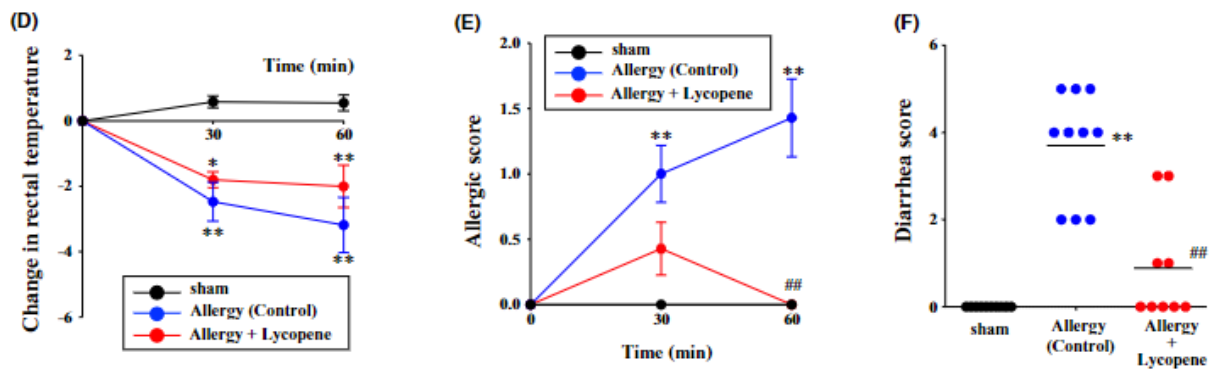 (D)
Change in rectal temperature
2
0
-2
-4
-6
Time (min)
30
60
*
**
**
**
sham
Allergy (Control)
Allergy + Lycopene
(E)
Allergic score
2.0
1.5
1.0
0.5
0.0
sham
Allergy (Control)
Allergy + Lycopene
**
**
##
0
30
60
Time (min)
(F)
Diarrhea score
6
4
2
0
**
##
sham
Allergy
(Control)
Allergy
+
Lycopene